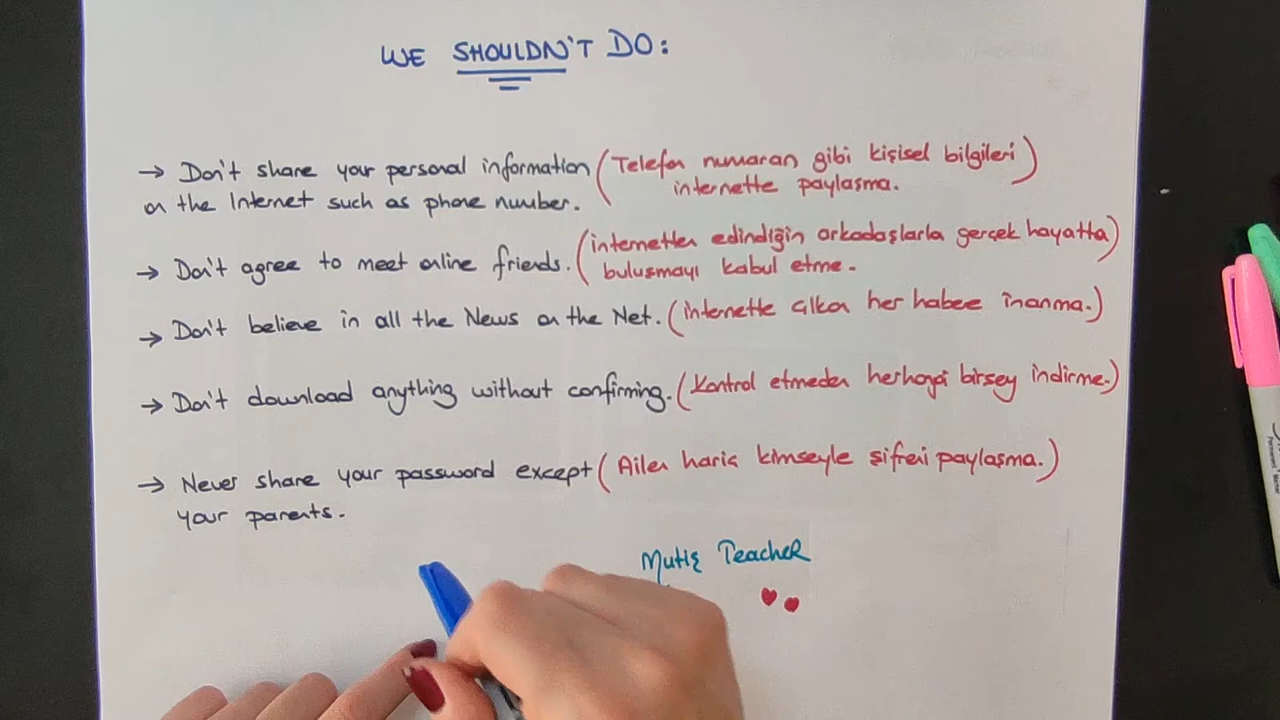 WE SHOULDN'T DO:
→ Don't share your personal information (Telefon numaran gibi kişisel bilgileri
on the Internet such as phone number. internette paylaşma.)
→ Don't agree to meet online friends. (internetten edindiğin arkadaşlarla gerçek hayatta
buluşmayı kabul etme.)
→ Don't believe in all the News on the Net. (internette çıkan her habere inanma.)
→ Don't download anything without confirming. (Kontrol etmeden herhangi birşey indirme.)
→ Never share your password except (Ailen hariç kimseyle şifreni paylaşma.)
your parents.
Mutiş Teacher